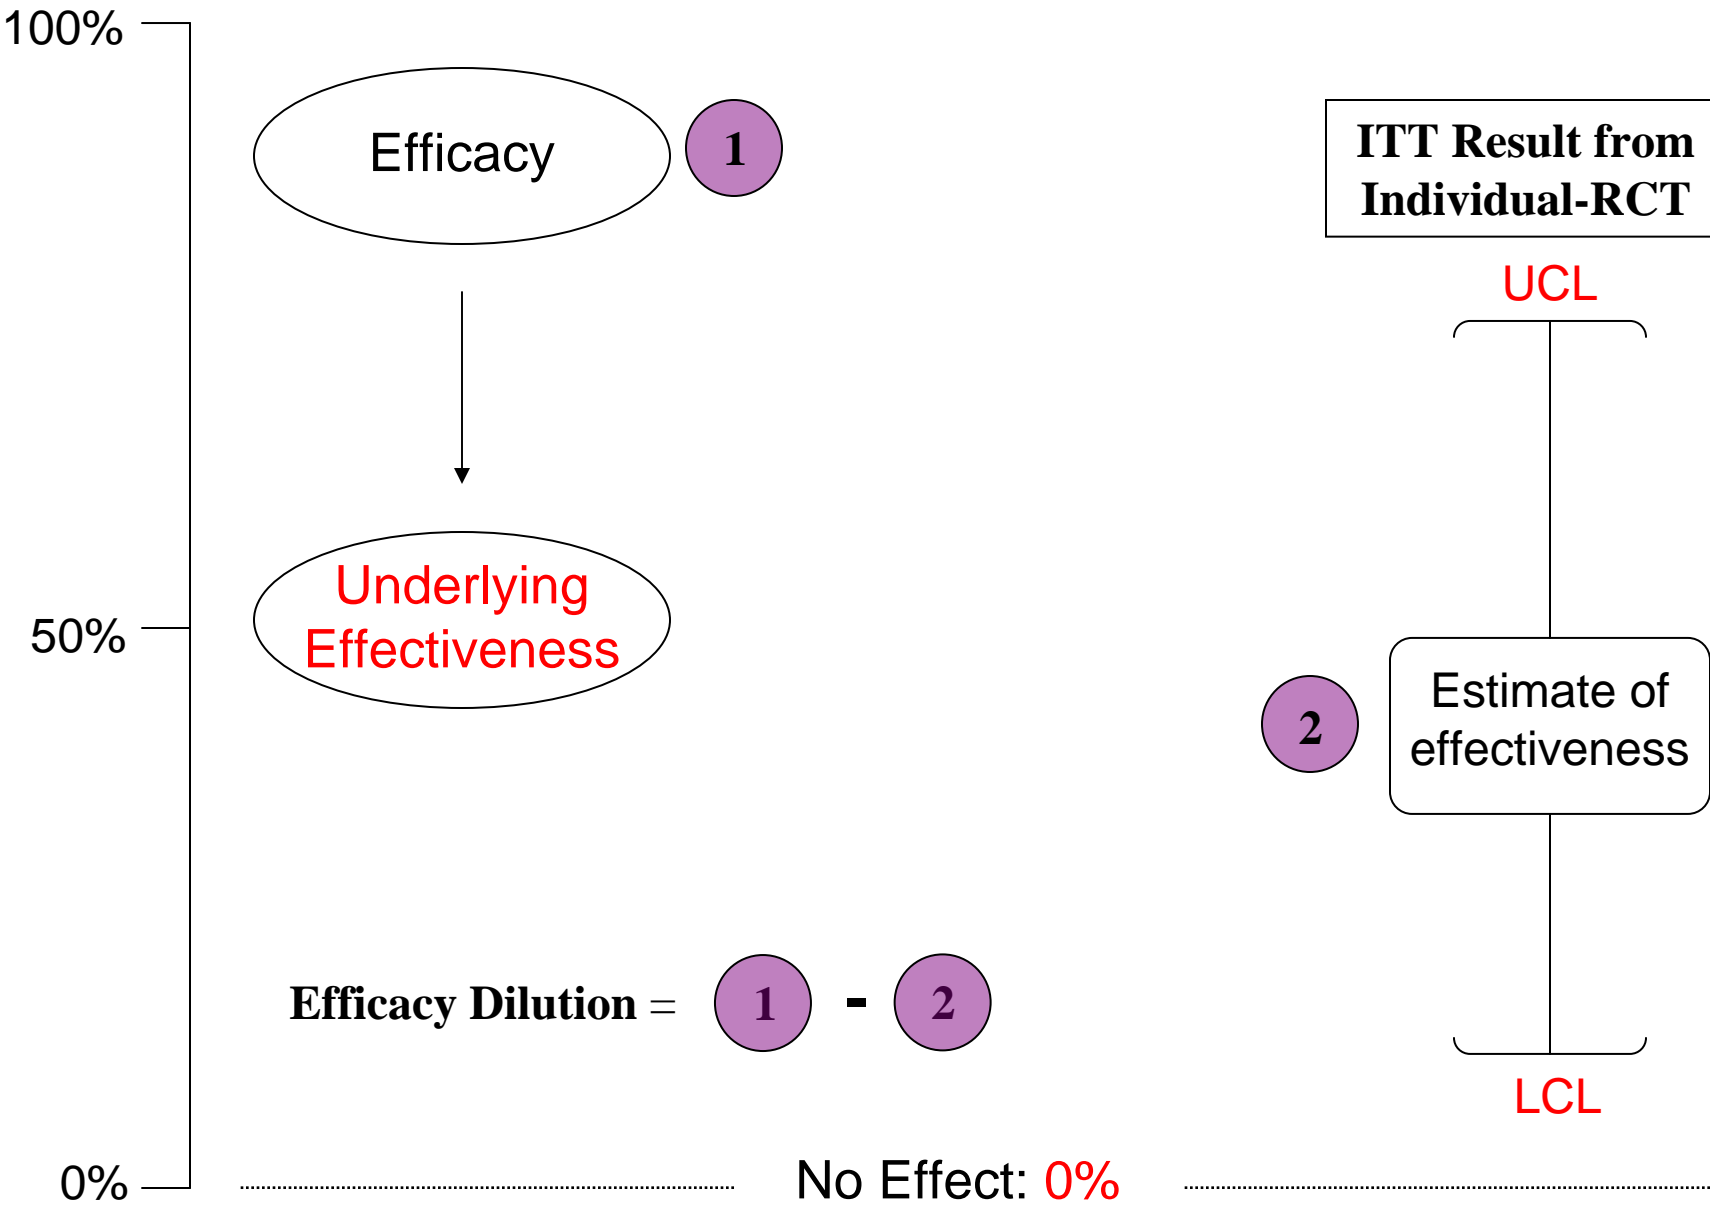 100%
Efficacy
1
ITT Result from
Individual-RCT
UCL
Underlying
Effectiveness
50%
2
Estimate of
effectiveness
Efficacy Dilution = 1 - 2
LCL
0%
No Effect: 0%